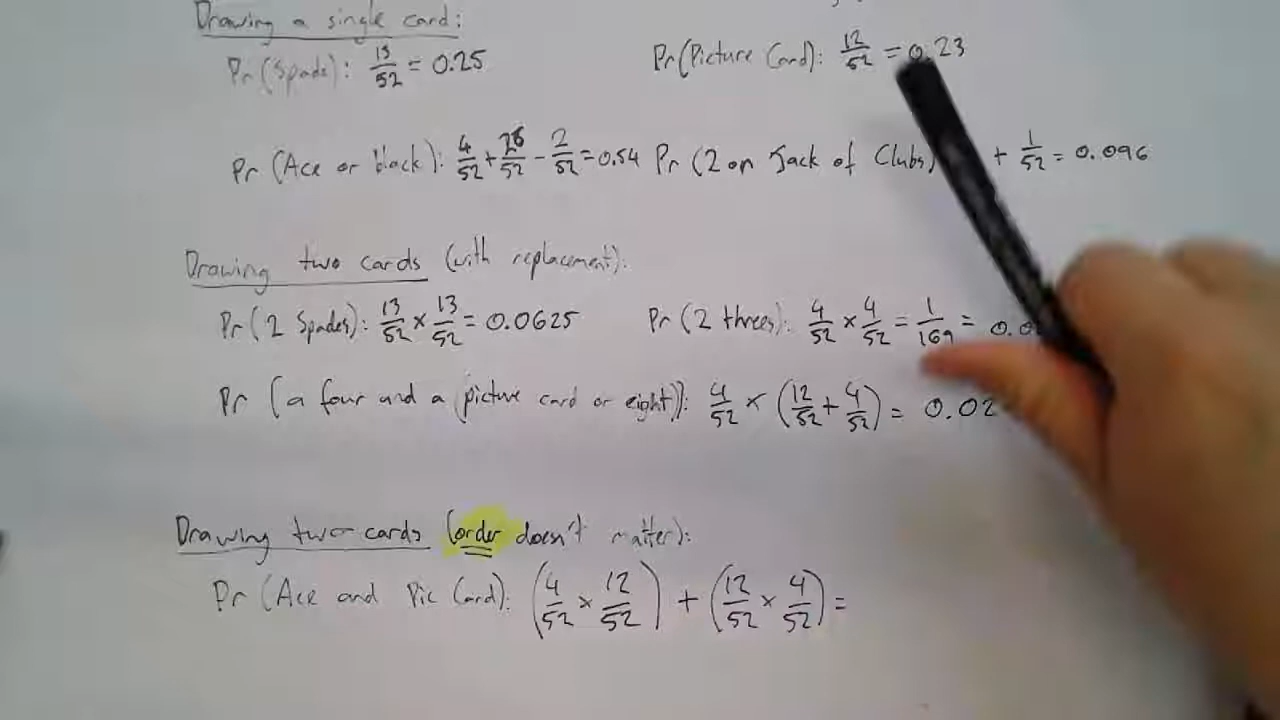 Drawing a single card:
Pr(Spade): 13/52 = 0.25 Pr(Picture Card): 12/52 = 0.23
Pr (Ace or black): 4/52 + 26/52 - 2/52 = 0.54 Pr (2 or Jack of Clubs) + 1/52 = 0.096
Drawing two cards (with replacement):
Pr (2 Spades): 13/52 × 13/52 = 0.0625 Pr (2 threes): 4/52 × 4/52 = 1/169 = 0.0
Pr (a four and a (picture card or eight)): 4/52 × (12/52 + 4/52) = 0.02
Drawing two cards (order doesn't matter):
Pr (Ace and Pic Card): (4/52 × 12/52) + (12/52 × 4/52) =